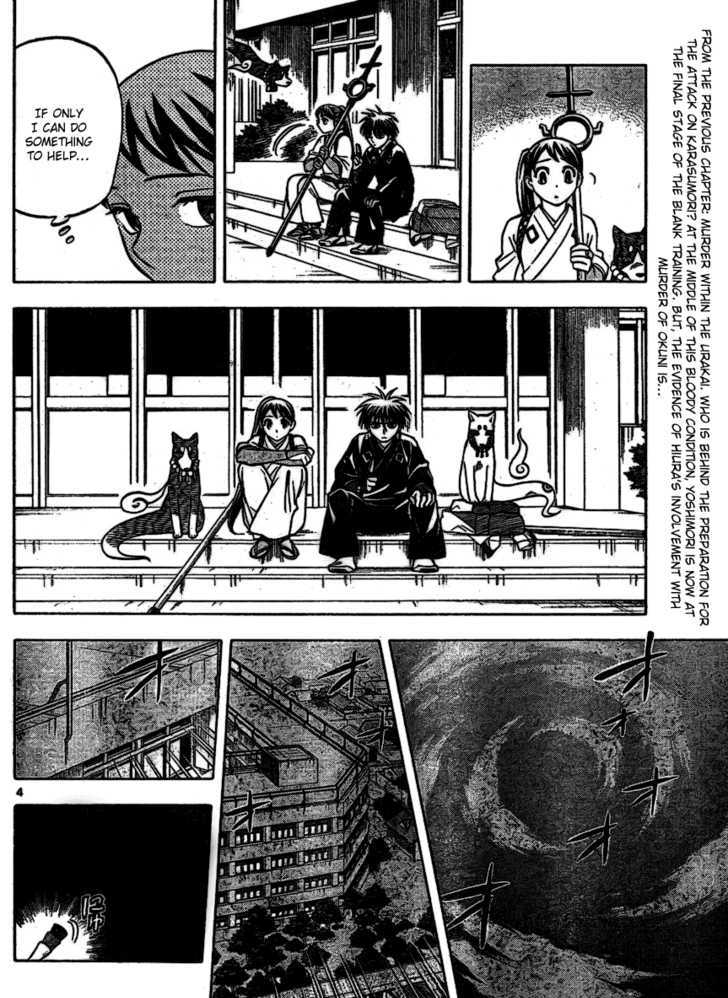 FROM THE PREVIOUS CHAPTER: MURDER WITHIN THE URAKAI. WHO IS BEHIND THE PREPARATION FOR
THE ATTACK ON KARASUMORI? AT THE MIDDLE OF THIS BLOODY CONDITION, YOSHIMORI IS NOW AT
THE FINAL STAGE OF THE BLANK TRAINING. BUT, THE EVIDENCE OF HIURA'S INVOLVEMENT WITH
MURDER OF OKUNI IS...
IF ONLY
I CAN DO
SOMETHING
TO HELP...
オ
オ
オ
オ
オ
オ
オ
オ
オ
4